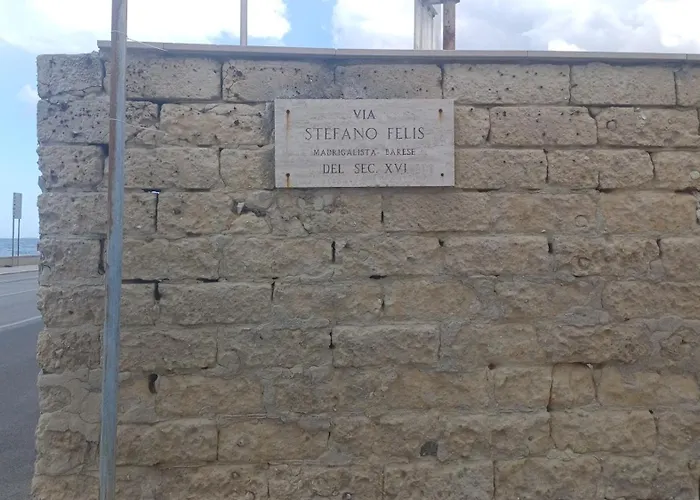 VIA
STEFANO FELIS
MADRIGALISTA BARESE
DEL SEC. XVI